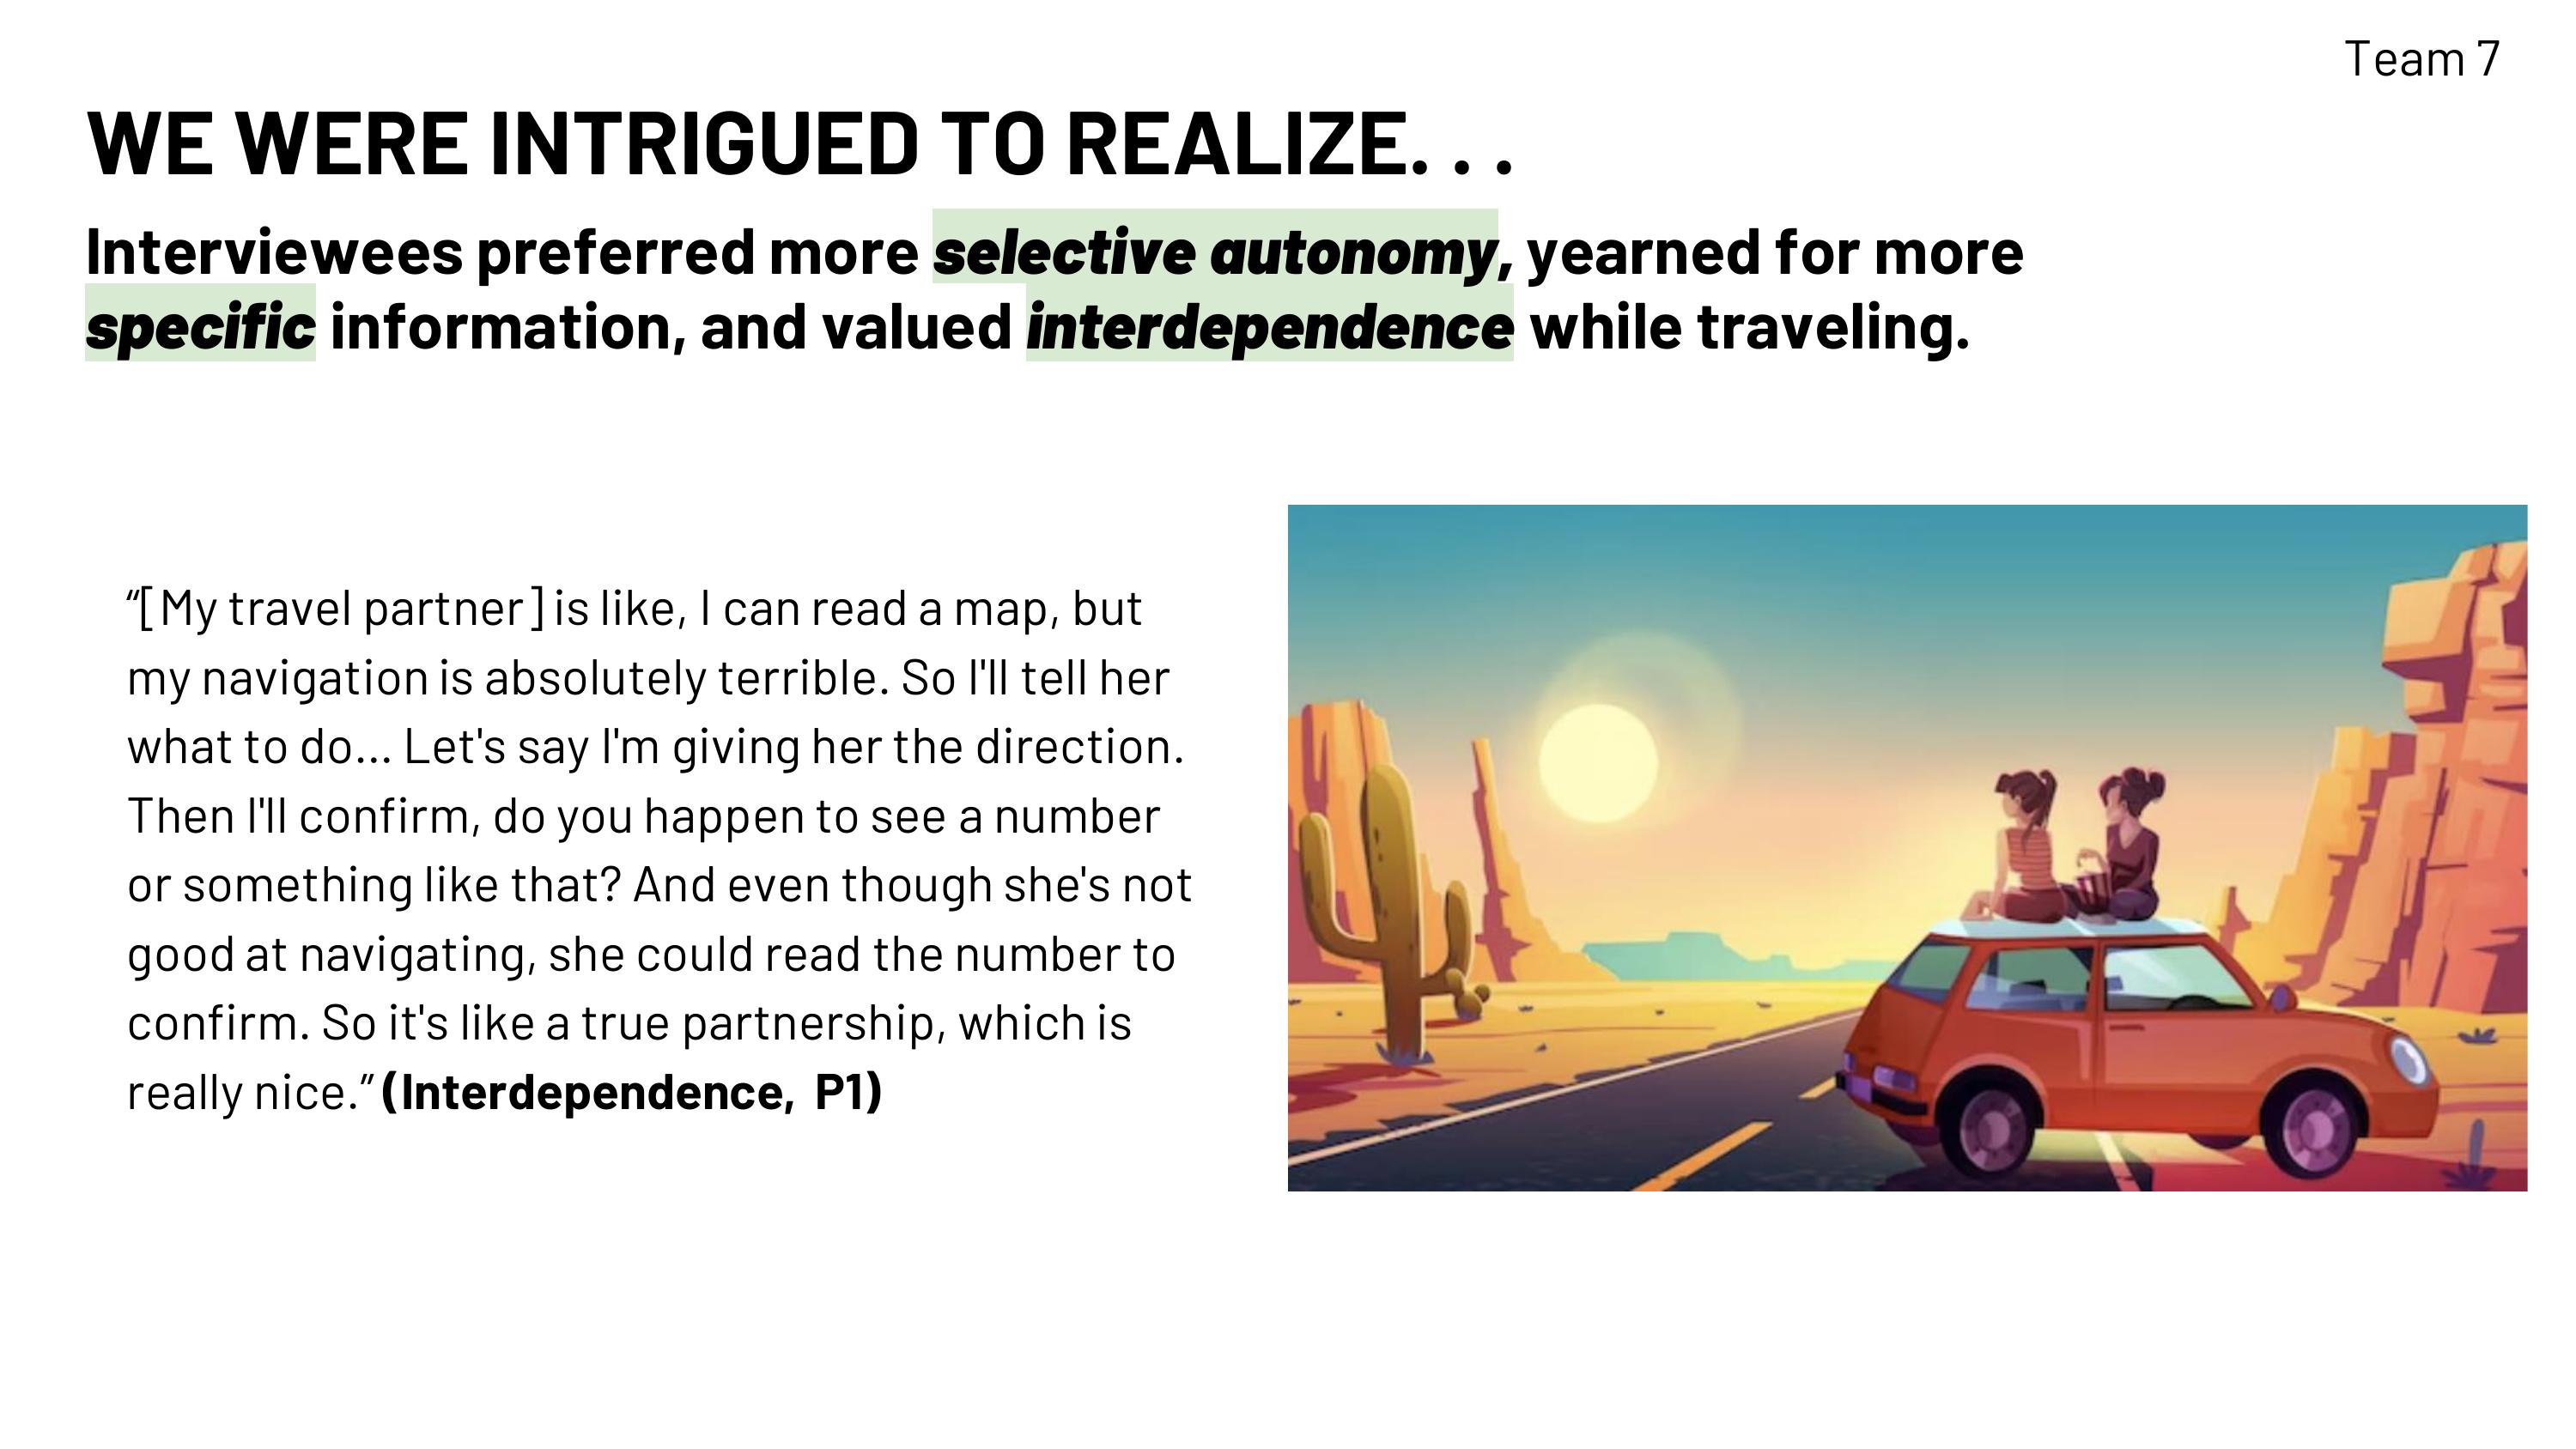 Team 7
WE WERE INTRIGUED TO REALIZE. . .
Interviewees preferred more selective autonomy, yearned for more
specific information, and valued interdependence while traveling.
“[My travel partner] is like, I can read a map, but
my navigation is absolutely terrible. So I'll tell her
what to do... Let's say I'm giving her the direction.
Then I'll confirm, do you happen to see a number
or something like that? And even though she's not
good at navigating, she could read the number to
confirm. So it's like a true partnership, which is
really nice.” (Interdependence, P1)